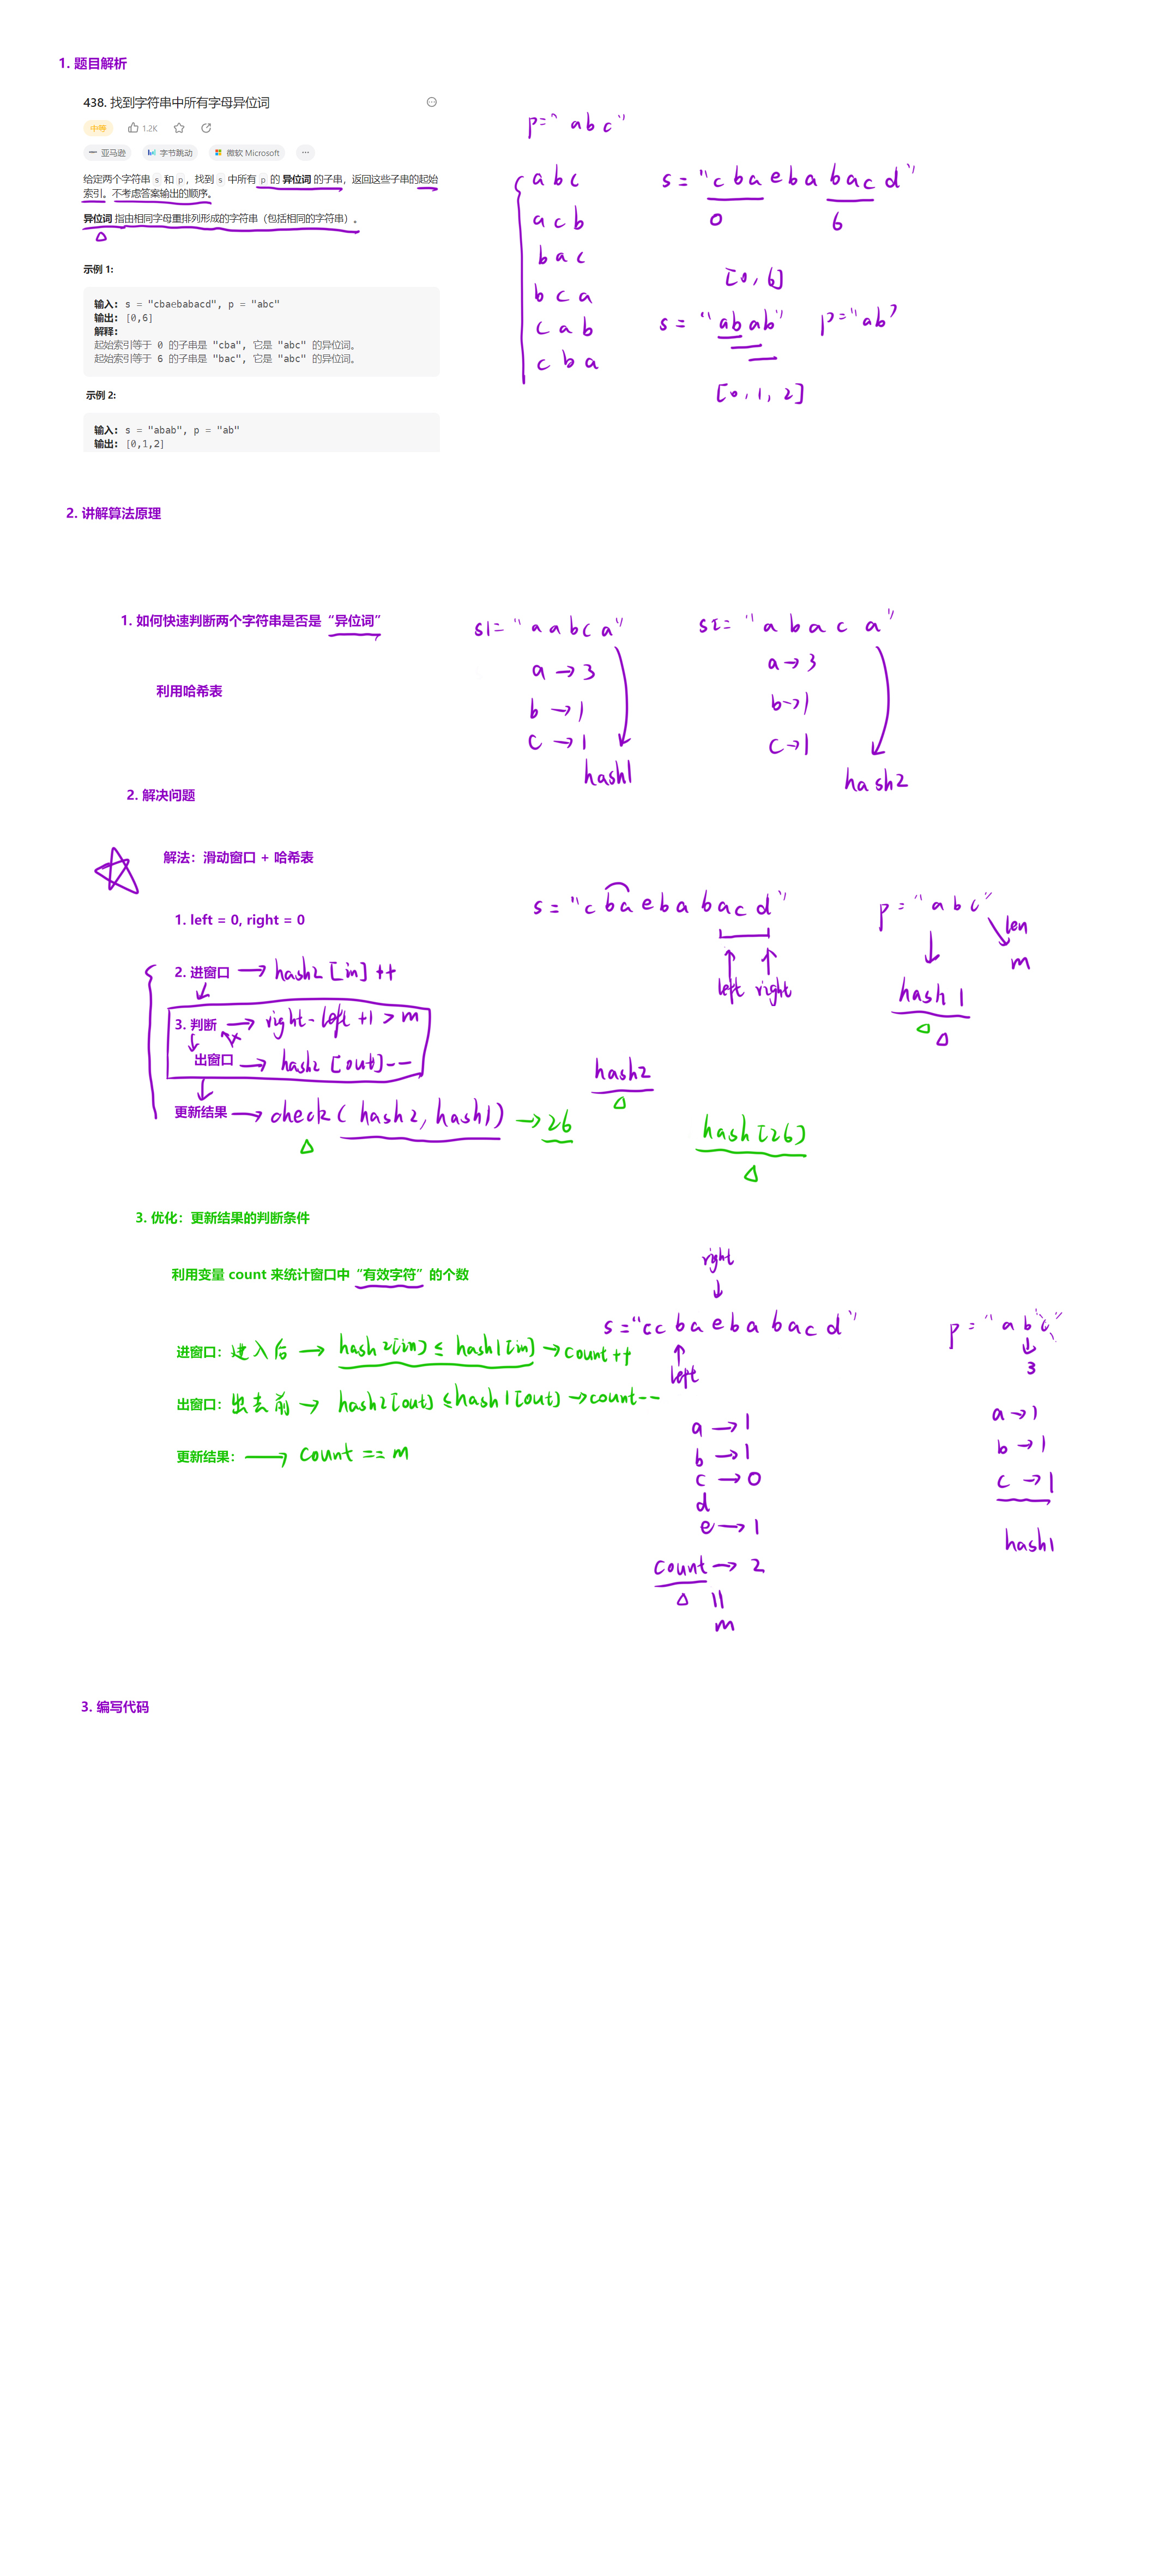 1. 题目解析
438. 找到字符串中所有字母异位词
中等 1.2K
亚马逊 字节跳动 微软 Microsoft ···
给定两个字符串 s 和 p，找到 s 中所有 p 的 异位词 的子串，返回这些子串的起始
索引。不考虑答案输出的顺序。
异位词 指由相同字母重排列形成的字符串（包括相同的字符串）。
示例 1:
输入: s = "cbaebabacd", p = "abc"
输出: [0,6]
解释:
起始索引等于 0 的子串是 "cba", 它是 "abc" 的异位词。
起始索引等于 6 的子串是 "bac", 它是 "abc" 的异位词。
示例 2:
输入: s = "abab", p = "ab"
输出: [0,1,2]
p = "abc"
abc
acb
bac
bca
cab
cba
s = "cbaebabacd"
0 6
[0, 6]
s = "abab" p = "ab"
[0, 1, 2]
2. 讲解算法原理
1. 如何快速判断两个字符串是否是 “异位词”
利用哈希表
s1 = "aabca"
a → 3
b → 1
c → 1
hash1
s2 = "abaca"
a → 3
b → 1
c → 1
hash2
2. 解决问题
解法：滑动窗口 + 哈希表
1. left = 0, right = 0
2. 进窗口 → hash2[in]++
3. 判断 → right - left + 1 > m
出窗口 → hash2[out]--
更新结果 → check(hash2, hash1) → 26
s = "cbaebabacd"
left right
p = "abc"
len
m
hash1
hash2
hash[26]
3. 优化：更新结果的判断条件
利用变量 count 来统计窗口中 “有效字符” 的个数
进窗口：进入后 → hash2[in] ≤ hash1[in] → count++
出窗口：出去前 → hash2[out] ≤ hash1[out] → count--
更新结果： → count == m
right
s = "ccbaebabacd"
left
a → 1
b → 1
c → 0
d
e → 1
count → 2
m
p = "abc"
3
a → 1
b → 1
c → 1
hash1
3. 编写代码